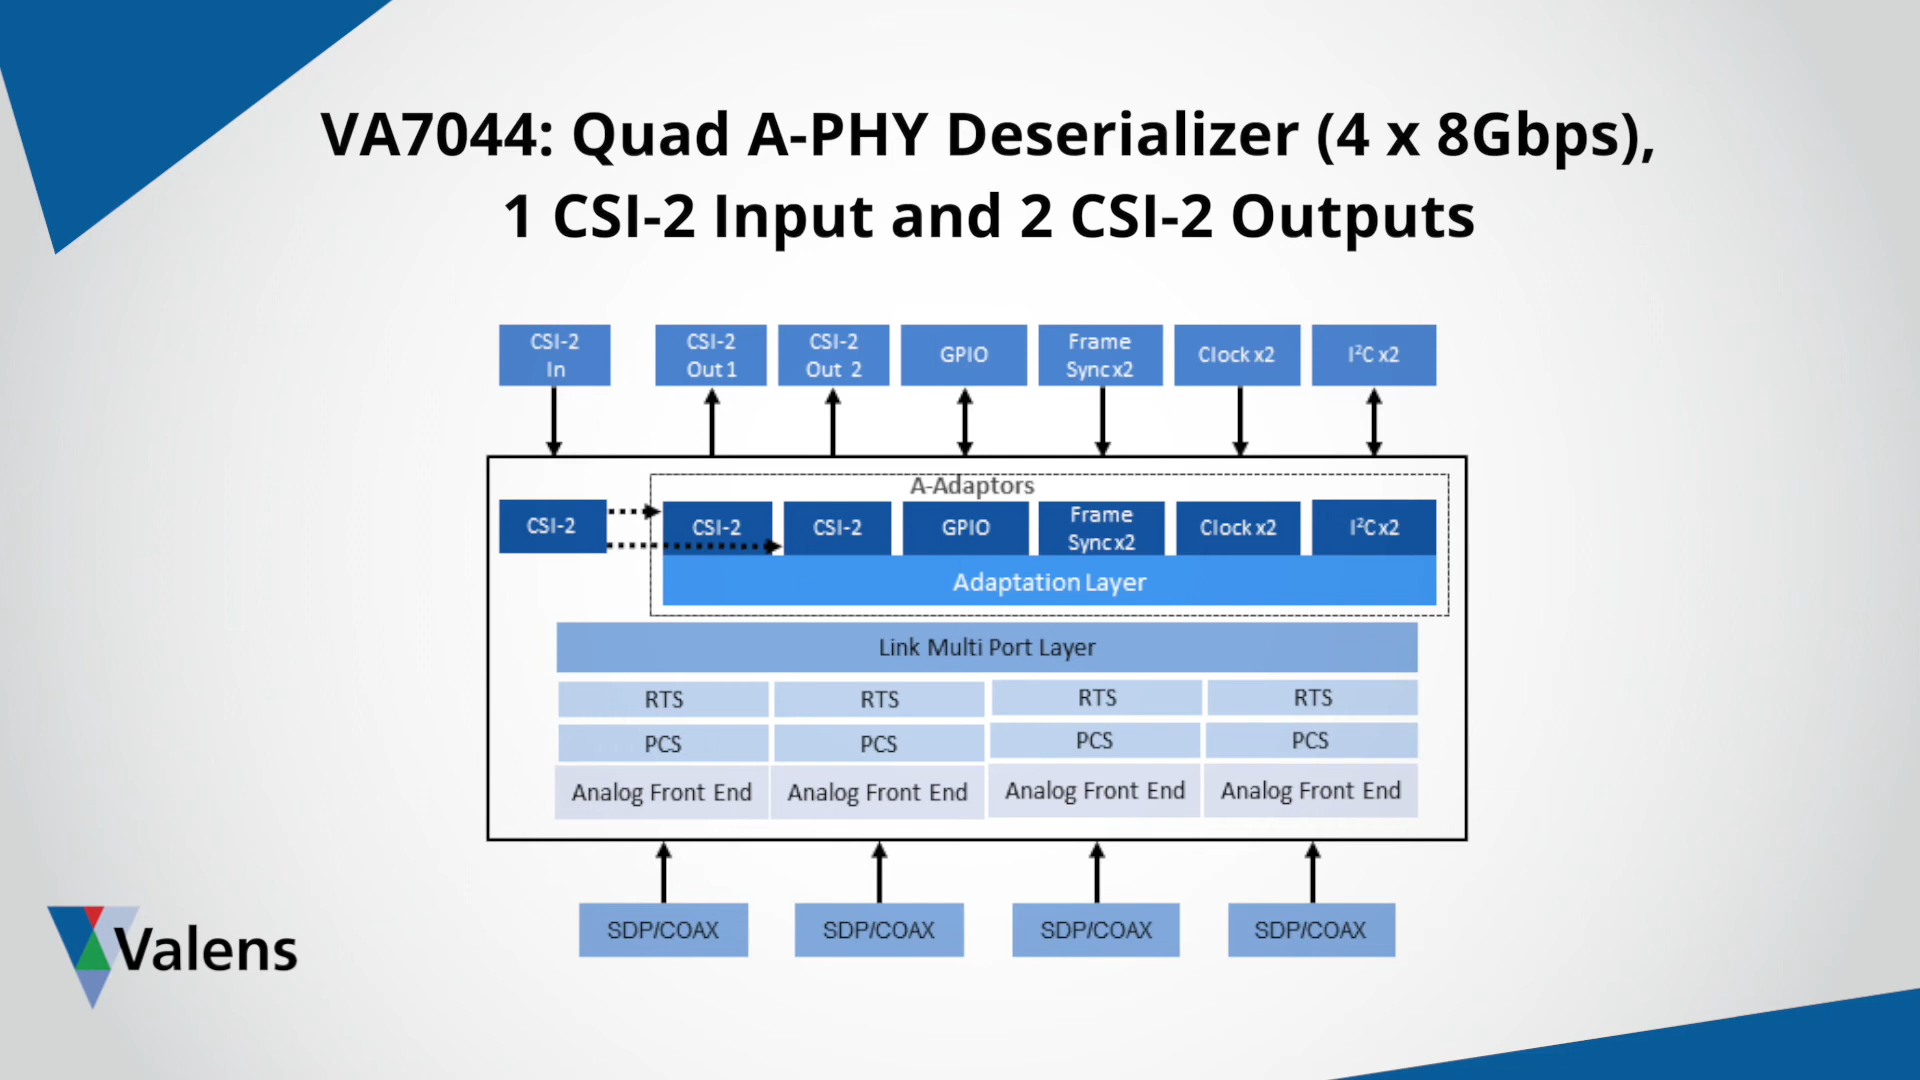 VA7044: Quad A-PHY Deserializer (4 x 8Gbps),
1 CSI-2 Input and 2 CSI-2 Outputs
CSI-2
In
CSI-2
Out 1
CSI-2
Out 2
GPIO
Frame
Sync x2
Clock x2
I²C x2
A-Adaptors
CSI-2
CSI-2
CSI-2
GPIO
Frame
Sync x2
Clock x2
I²C x2
Adaptation Layer
Link Multi Port Layer
RTS
RTS
RTS
RTS
PCS
PCS
PCS
PCS
Analog Front End
Analog Front End
Analog Front End
Analog Front End
SDP/COAX
SDP/COAX
SDP/COAX
SDP/COAX
Valens